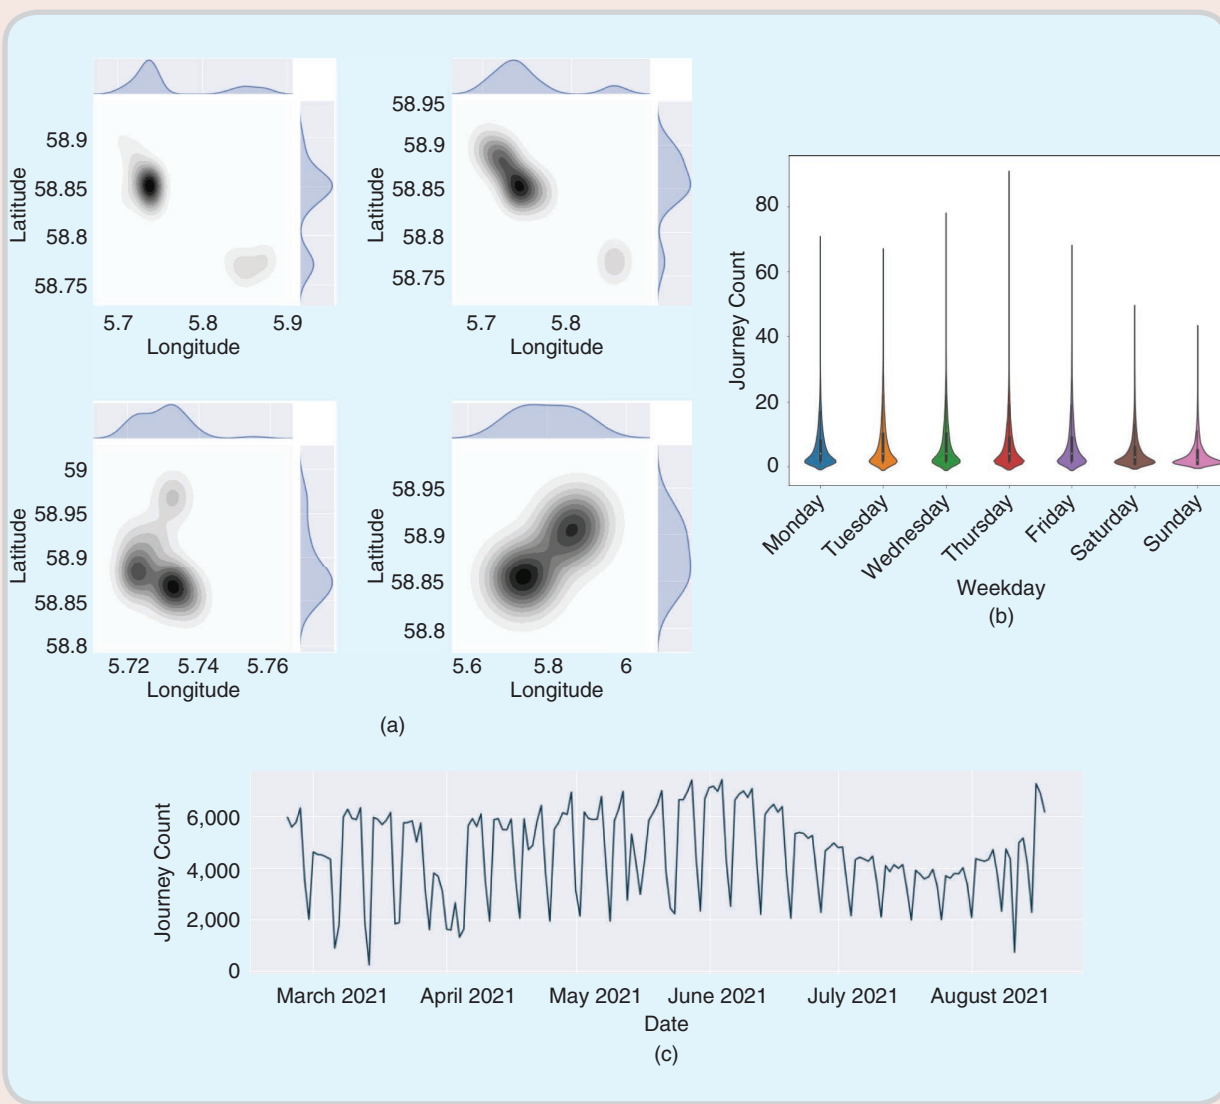 58.9
58.85
58.8
58.75
Latitude
5.7 5.8 5.9
Longitude
58.95
58.9
58.85
58.8
58.75
Latitude
5.7 5.8
Longitude
59
58.95
58.9
58.85
58.8
Latitude
5.72 5.74 5.76
Longitude
58.95
58.9
58.85
58.8
Latitude
5.6 5.8 6
Longitude
(a)
80
60
40
20
0
Journey Count
Monday
Tuesday
Wednesday
Thursday
Friday
Saturday
Sunday
Weekday
(b)
6,000
4,000
2,000
0
Journey Count
March 2021 April 2021 May 2021 June 2021 July 2021 August 2021
Date
(c)